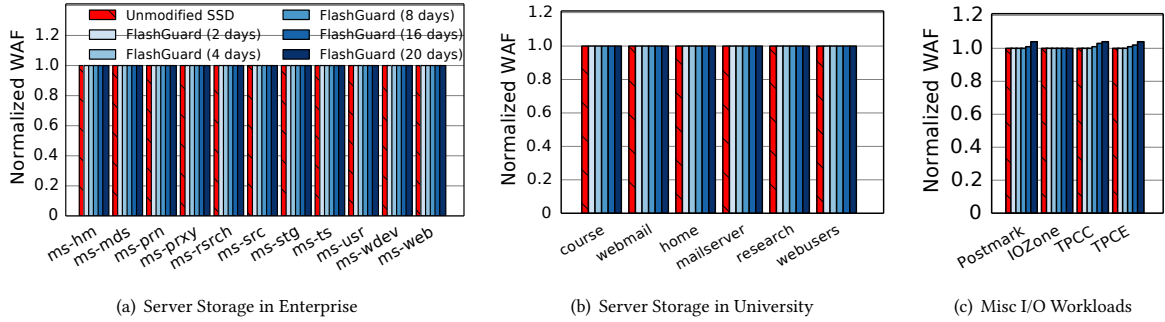 Unmodified SSD
FlashGuard (2 days)
FlashGuard (4 days)
FlashGuard (8 days)
FlashGuard (16 days)
FlashGuard (20 days)
Normalized WAF
1.2
1.0
0.8
0.6
0.4
0.2
0
ms-hm
ms-mds
ms-prn
ms-prxy
ms-rsrch
ms-src
ms-stg
ms-ts
ms-usr
ms-wdev
ms-web
(a) Server Storage in Enterprise
Normalized WAF
1.2
1.0
0.8
0.6
0.4
0.2
0
course
webmail
home
mailserver
research
webusers
(b) Server Storage in University
Normalized WAF
1.2
1.0
0.8
0.6
0.4
0.2
0
Postmark
IOZone
TPCC
TPCE
(c) Misc I/O Workloads